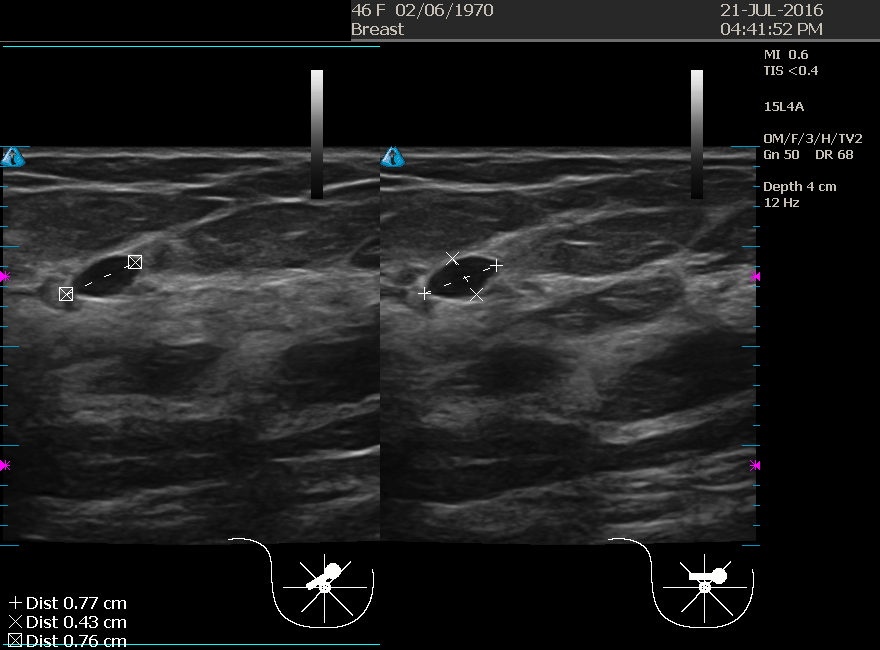 46 F 02/06/1970 21-JUL-2016
Breast 04:41:52 PM
MI 0.6
TIS <0.4
15L4A
OM/F/3/H/TV2
Gn 50 DR 68
Depth 4 cm
12 Hz
Dist 0.77 cm
Dist 0.43 cm
Dist 0.76 cm